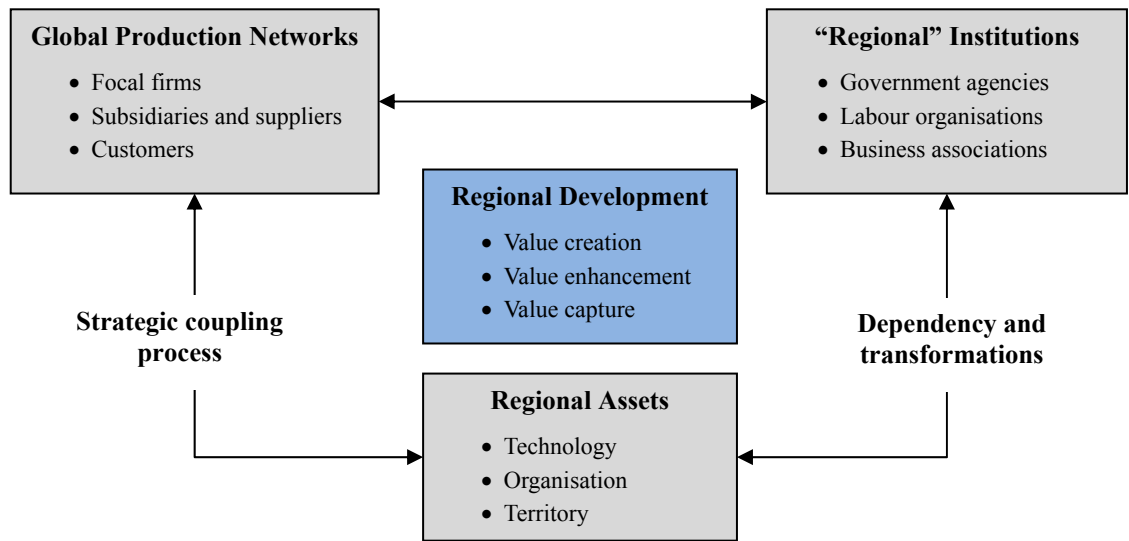 Global Production Networks
• Focal firms
• Subsidiaries and suppliers
• Customers
“Regional” Institutions
• Government agencies
• Labour organisations
• Business associations
Regional Development
• Value creation
• Value enhancement
• Value capture
Strategic coupling
process
Dependency and
transformations
Regional Assets
• Technology
• Organisation
• Territory